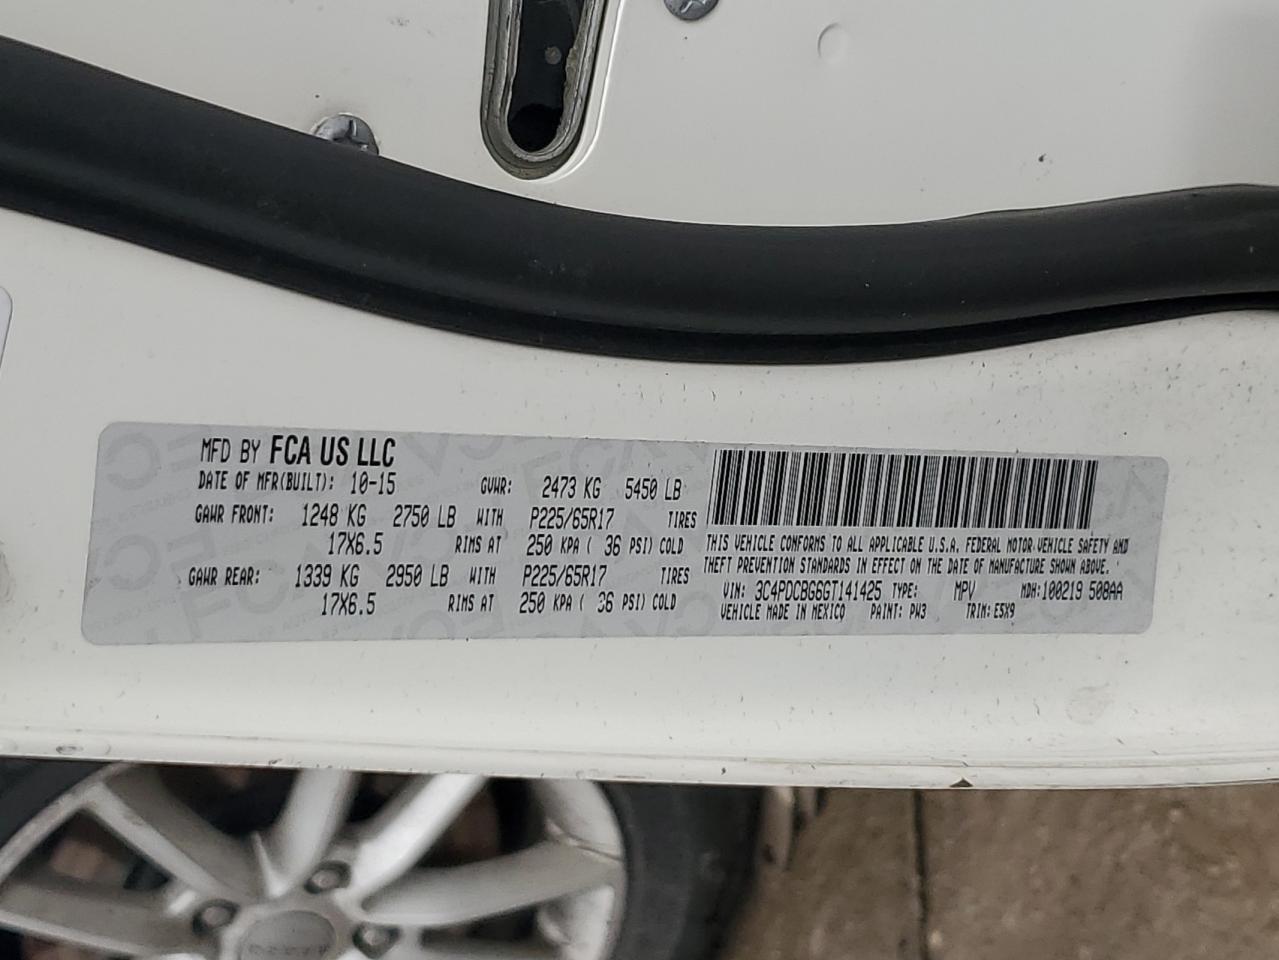 MFD BY FCA US LLC
DATE OF MFR(BUILT): 10-15 GVWR: 2473 KG 5450 LB
GAWR FRONT: 1248 KG 2750 LB WITH P225/65R17 TIRES
17X6.5 RIMS AT 250 KPA ( 36 PSI) COLD
GAWR REAR: 1339 KG 2950 LB WITH P225/65R17 TIRES
17X6.5 RIMS AT 250 KPA ( 36 PSI) COLD
THIS VEHICLE CONFORMS TO ALL APPLICABLE U.S.A. FEDERAL MOTOR VEHICLE SAFETY AND
THEFT PREVENTION STANDARDS IN EFFECT ON THE DATE OF MANUFACTURE SHOWN ABOVE.
VIN: 3C4PDCBG6GT141425 TYPE: MPV MDH: 100219 508AA
VEHICLE MADE IN MEXICO PAINT: PW3 TRIM: E5X9